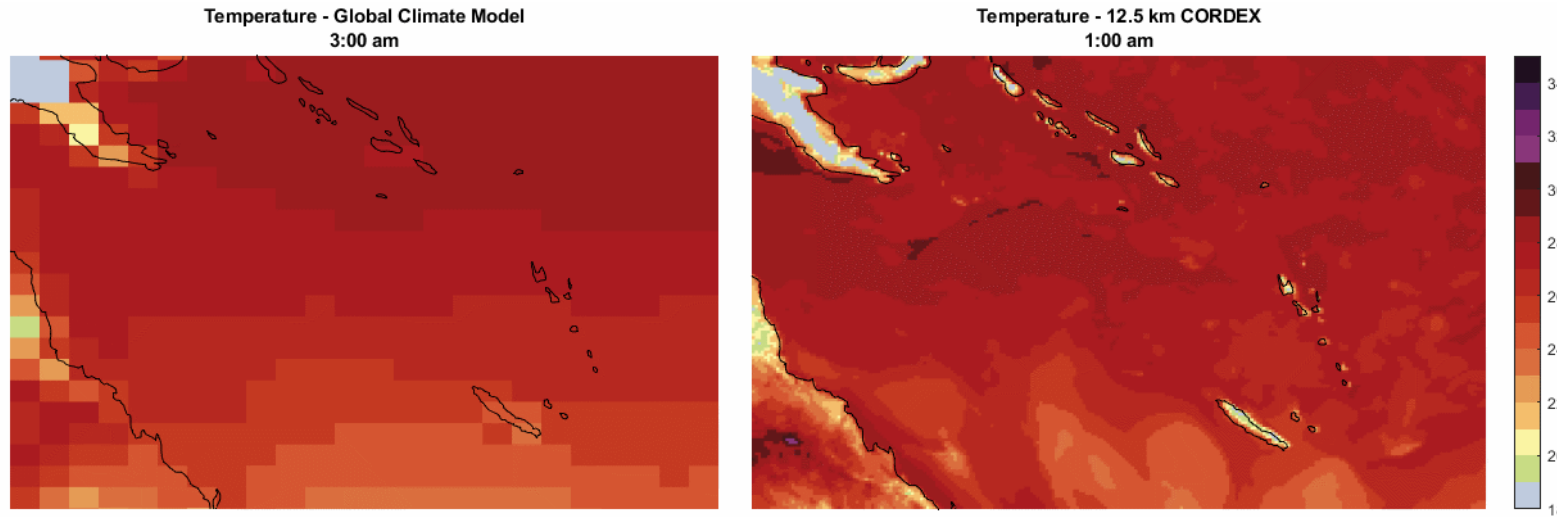 Temperature - Global Climate Model
3:00 am
Temperature - 12.5 km CORDEX
1:00 am